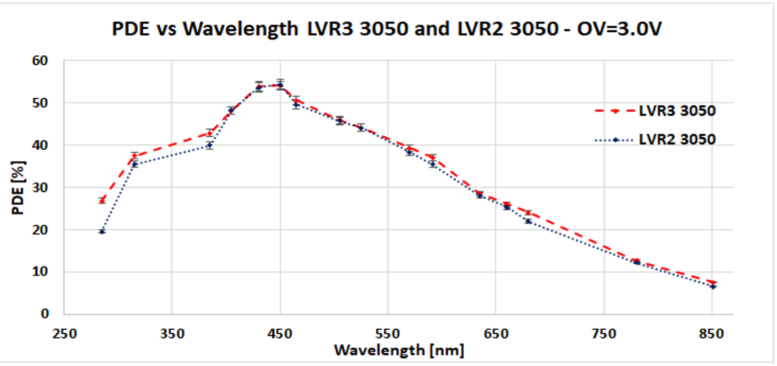 PDE vs Wavelength LVR3 3050 and LVR2 3050 - OV=3.0V
60
50
40
30
20
10
0
PDE [%]
LVR3 3050
LVR2 3050
250 350 450 550 650 750 850
Wavelength [nm]